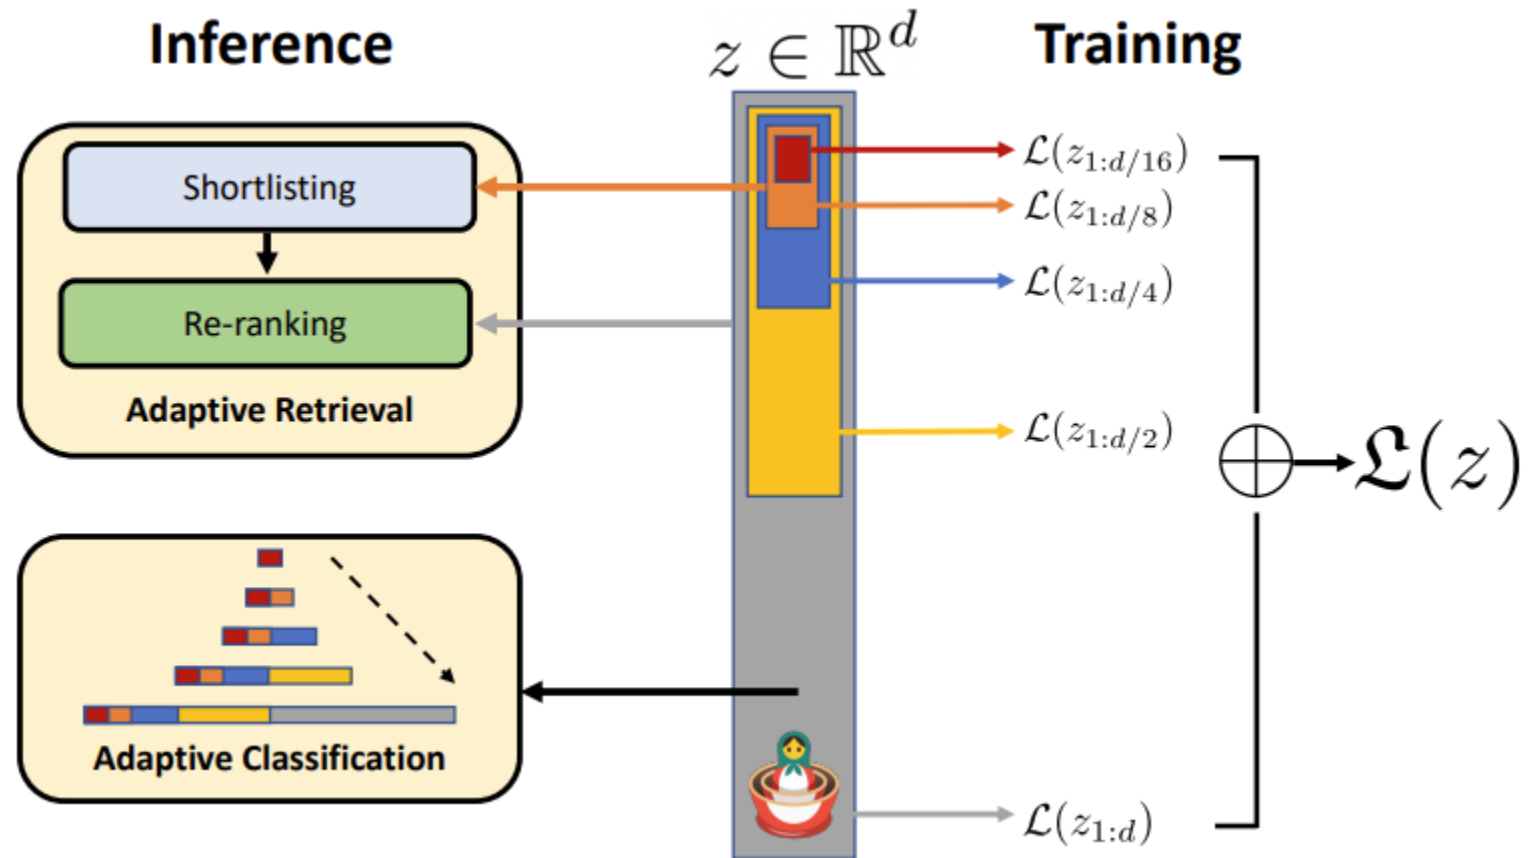 Inference
z ∈ ℝ^d
Training
Shortlisting
Re-ranking
Adaptive Retrieval
Adaptive Classification
ℒ(z_{1:d/16})
ℒ(z_{1:d/8})
ℒ(z_{1:d/4})
ℒ(z_{1:d/2})
ℒ(z_{1:d})
𝔏(z)